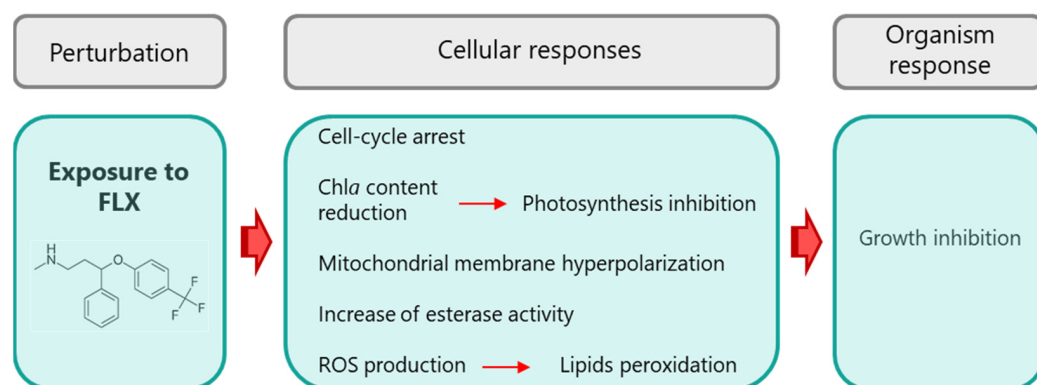 Perturbation
Cellular responses
Organism
response
Exposure to
FLX
H
N
O
F
F
F
Cell-cycle arrest
Chla content
reduction
Photosynthesis inhibition
Mitochondrial membrane hyperpolarization
Increase of esterase activity
ROS production
Lipids peroxidation
Growth inhibition